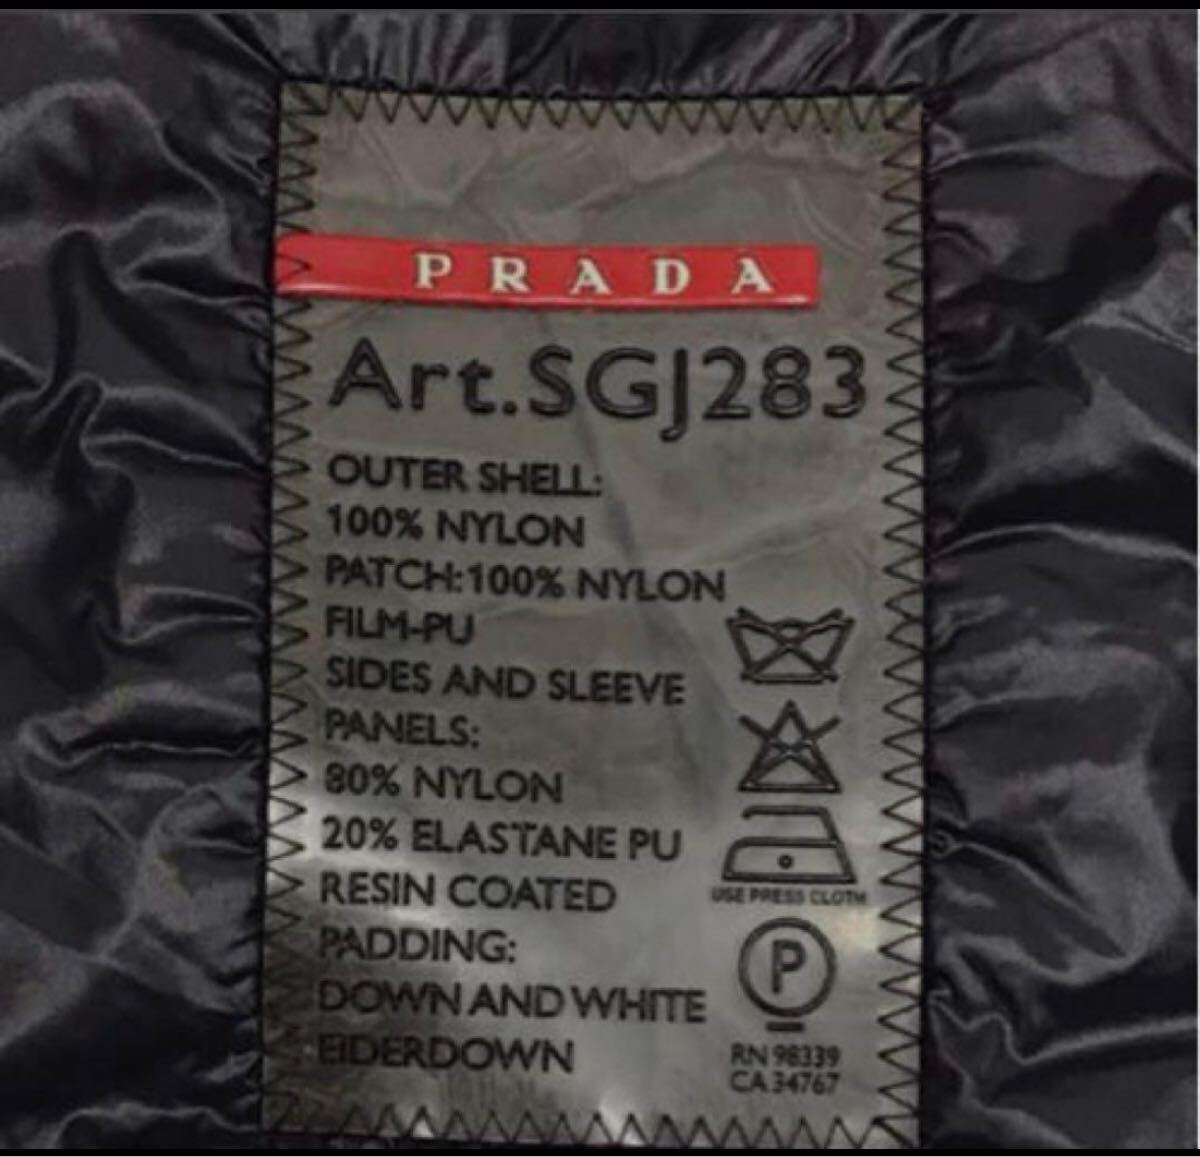 PRADA
Art.SGJ283
OUTER SHELL:
100% NYLON
PATCH:100% NYLON
FILM-PU
SIDES AND SLEEVE
PANELS:
80% NYLON
20% ELASTANE PU
RESIN COATED
PADDING:
DOWN AND WHITE
EIDERDOWN
USE PRESS CLOTH
P
RN 98339
CA 34767